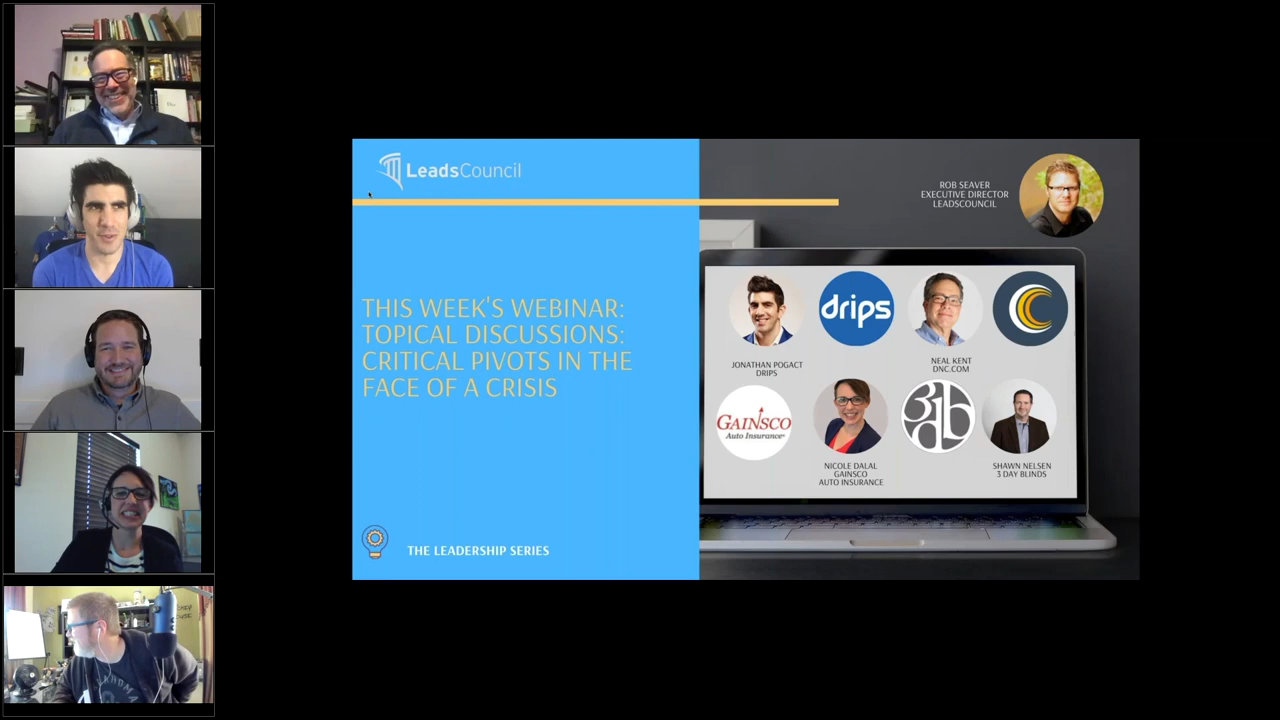 LeadsCouncil
ROB SEAVER
EXECUTIVE DIRECTOR
LEADSCOUNCIL
THIS WEEK'S WEBINAR:
TOPICAL DISCUSSIONS:
CRITICAL PIVOTS IN THE
FACE OF A CRISIS
drips
JONATHAN POGACT
DRIPS
NEAL KENT
DNC.COM
GAINSCO
Auto Insurance
3db
NICOLE DALAL
GAINSCO
AUTO INSURANCE
SHAWN NELSEN
3 DAY BLINDS
THE LEADERSHIP SERIES